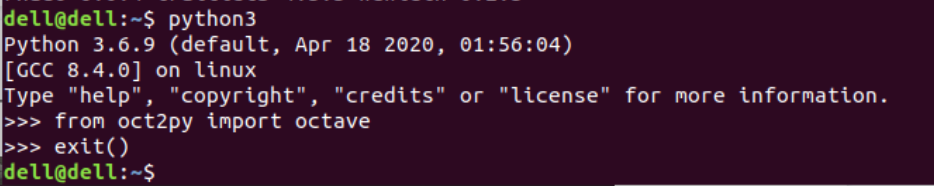 dell@dell:~$ python3
Python 3.6.9 (default, Apr 18 2020, 01:56:04)
[GCC 8.4.0] on linux
Type "help", "copyright", "credits" or "license" for more information.
>>> from oct2py import octave
>>> exit()
dell@dell:~$